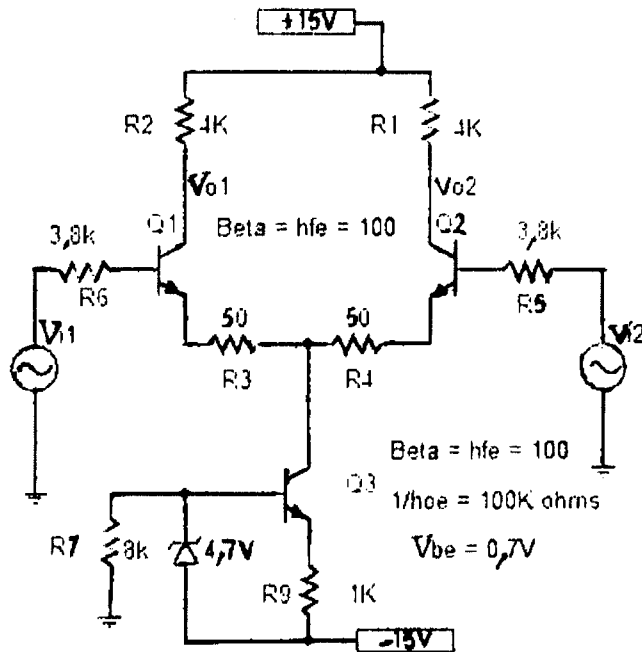 +15V
R2 4K R1 4K
Vo1 Vo2
Q1 Beta = hfe = 100 Q2
3,8k 3,8k
R6 R5
Vi1 50 50 Vi2
R3 R4
Beta = hfe = 100
Q3 1/hoe = 100K ohms
R7 8k 4,7V Vbe = 0,7V
R9 1K
-15V